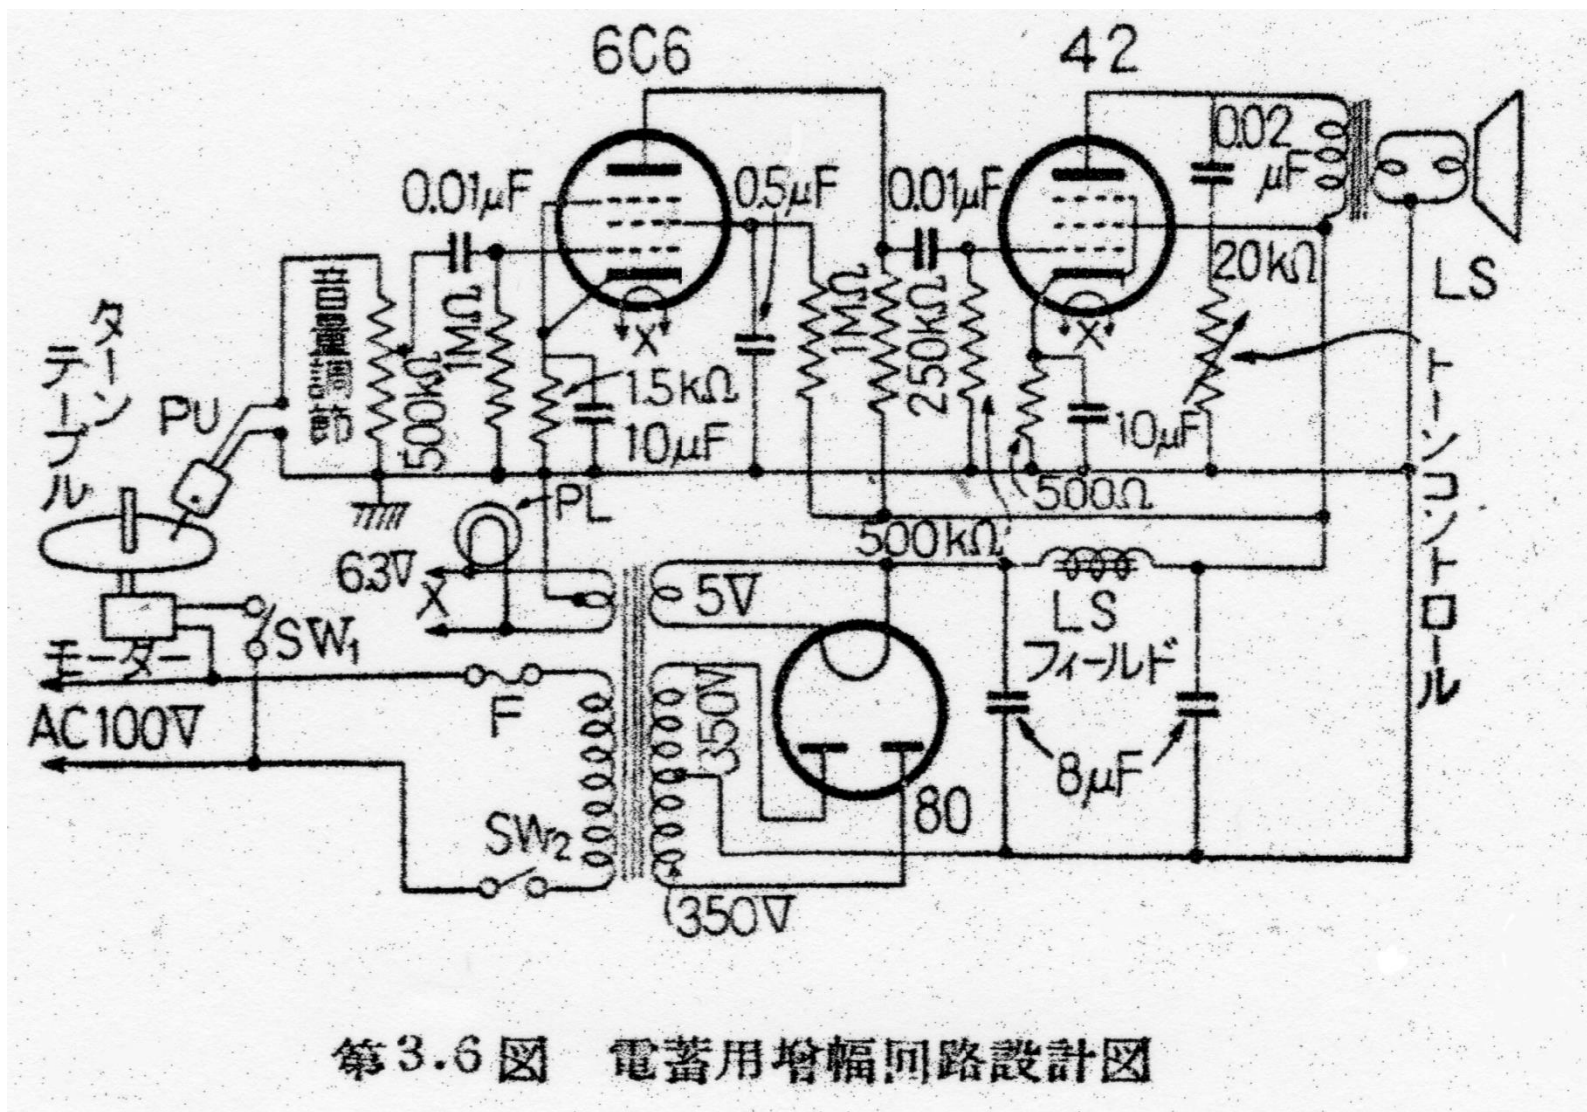 6C6
42
0.01μF
0.5μF
0.01μF
0.02
μF
20kΩ
LS
ターン
テーブル
PU
音量調節
500kΩ
1MΩ
X
1.5kΩ
10μF
1MΩ
250kΩ
X
10μF
500Ω
500kΩ
トーンコントロール
PL
6.3V
X
5V
LS
フィールド
SW₁
モーター
AC100V
F
350V
8μF
80
SW₂
350V
第3.6図 電蓄用増幅回路設計図